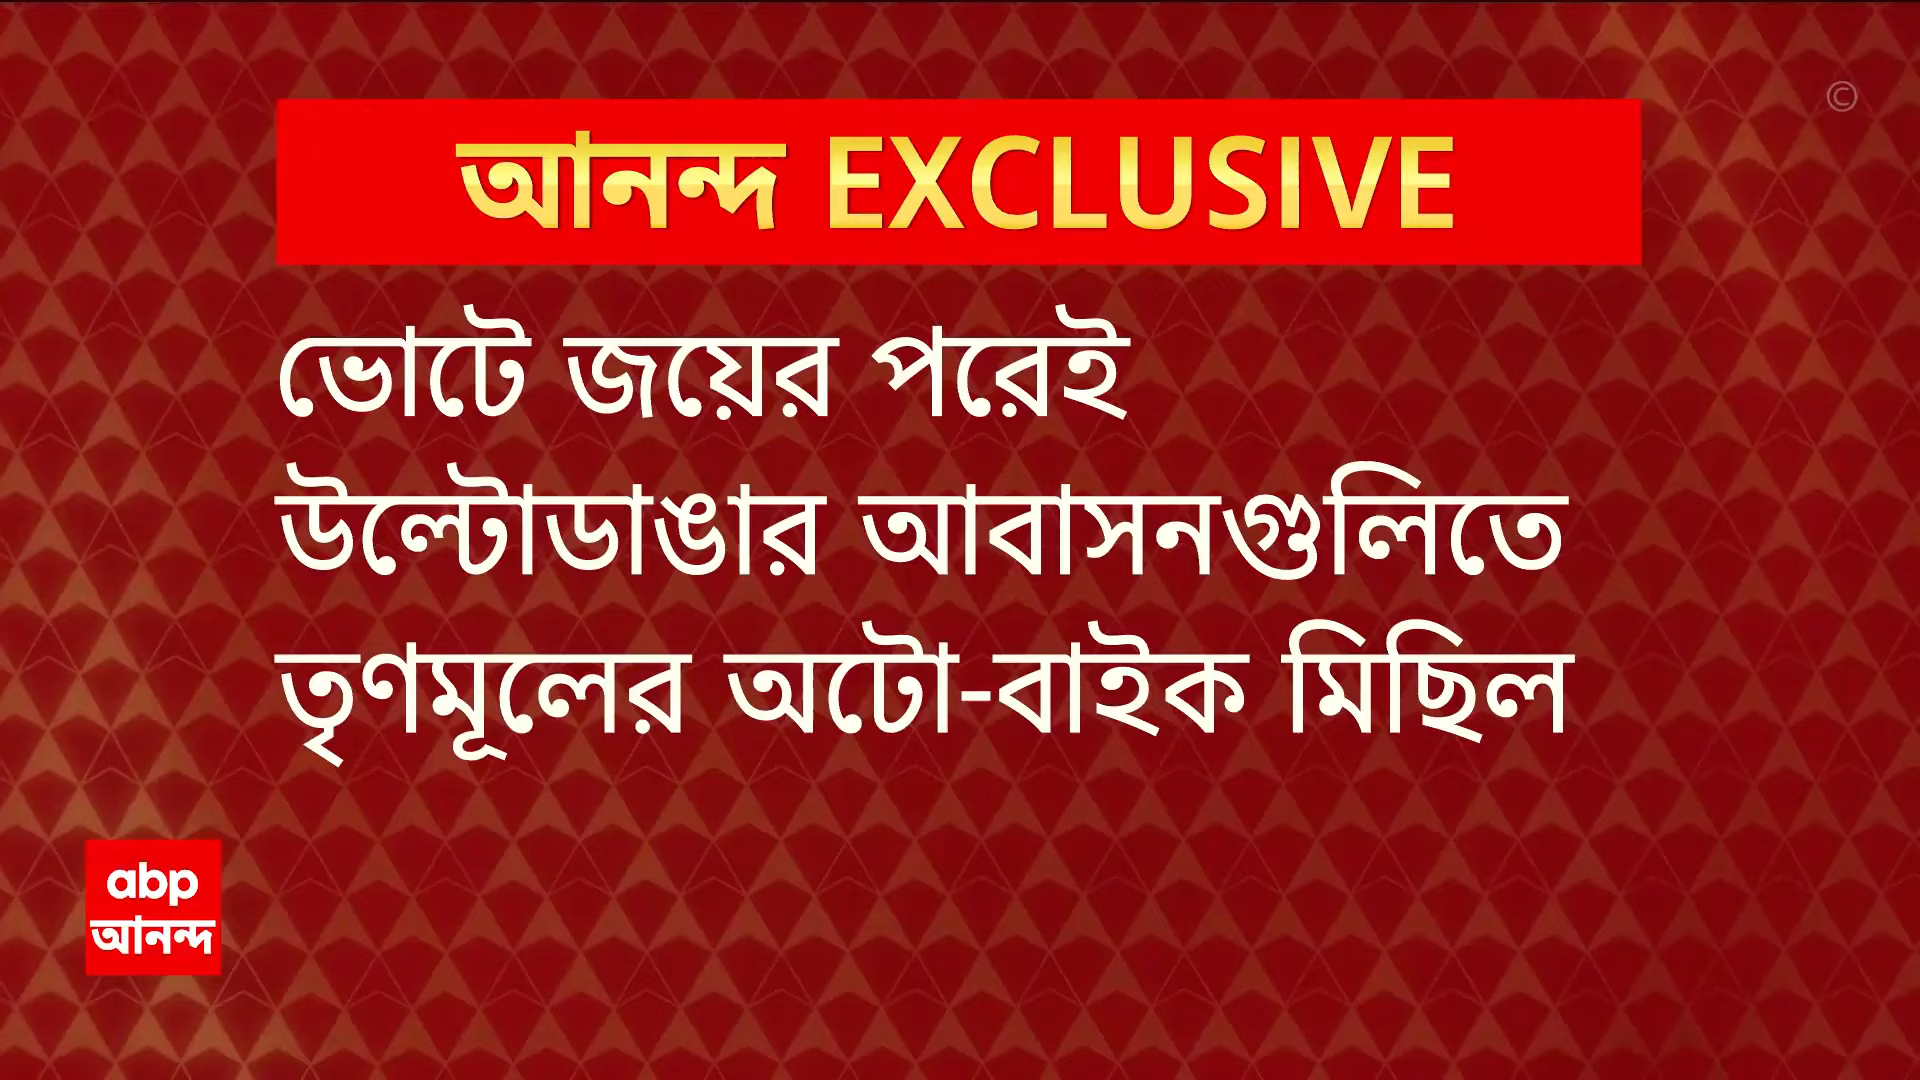 আনন্দ EXCLUSIVE
©
ভোটে জয়ের পরেই
উল্টোডাঙার আবাসনগুলিতে
তৃণমূলের অটো-বাইক মিছিল
abp
আনন্দ